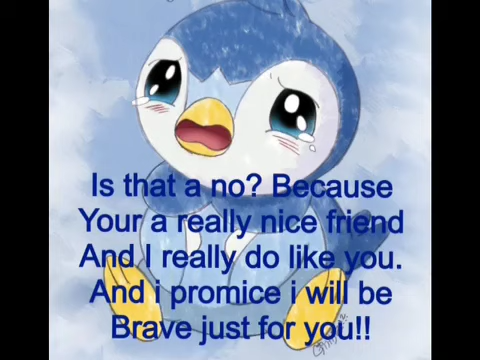 Is that a no? Because
Your a really nice friend
And I really do like you.
And i promice i will be
Brave just for you!!